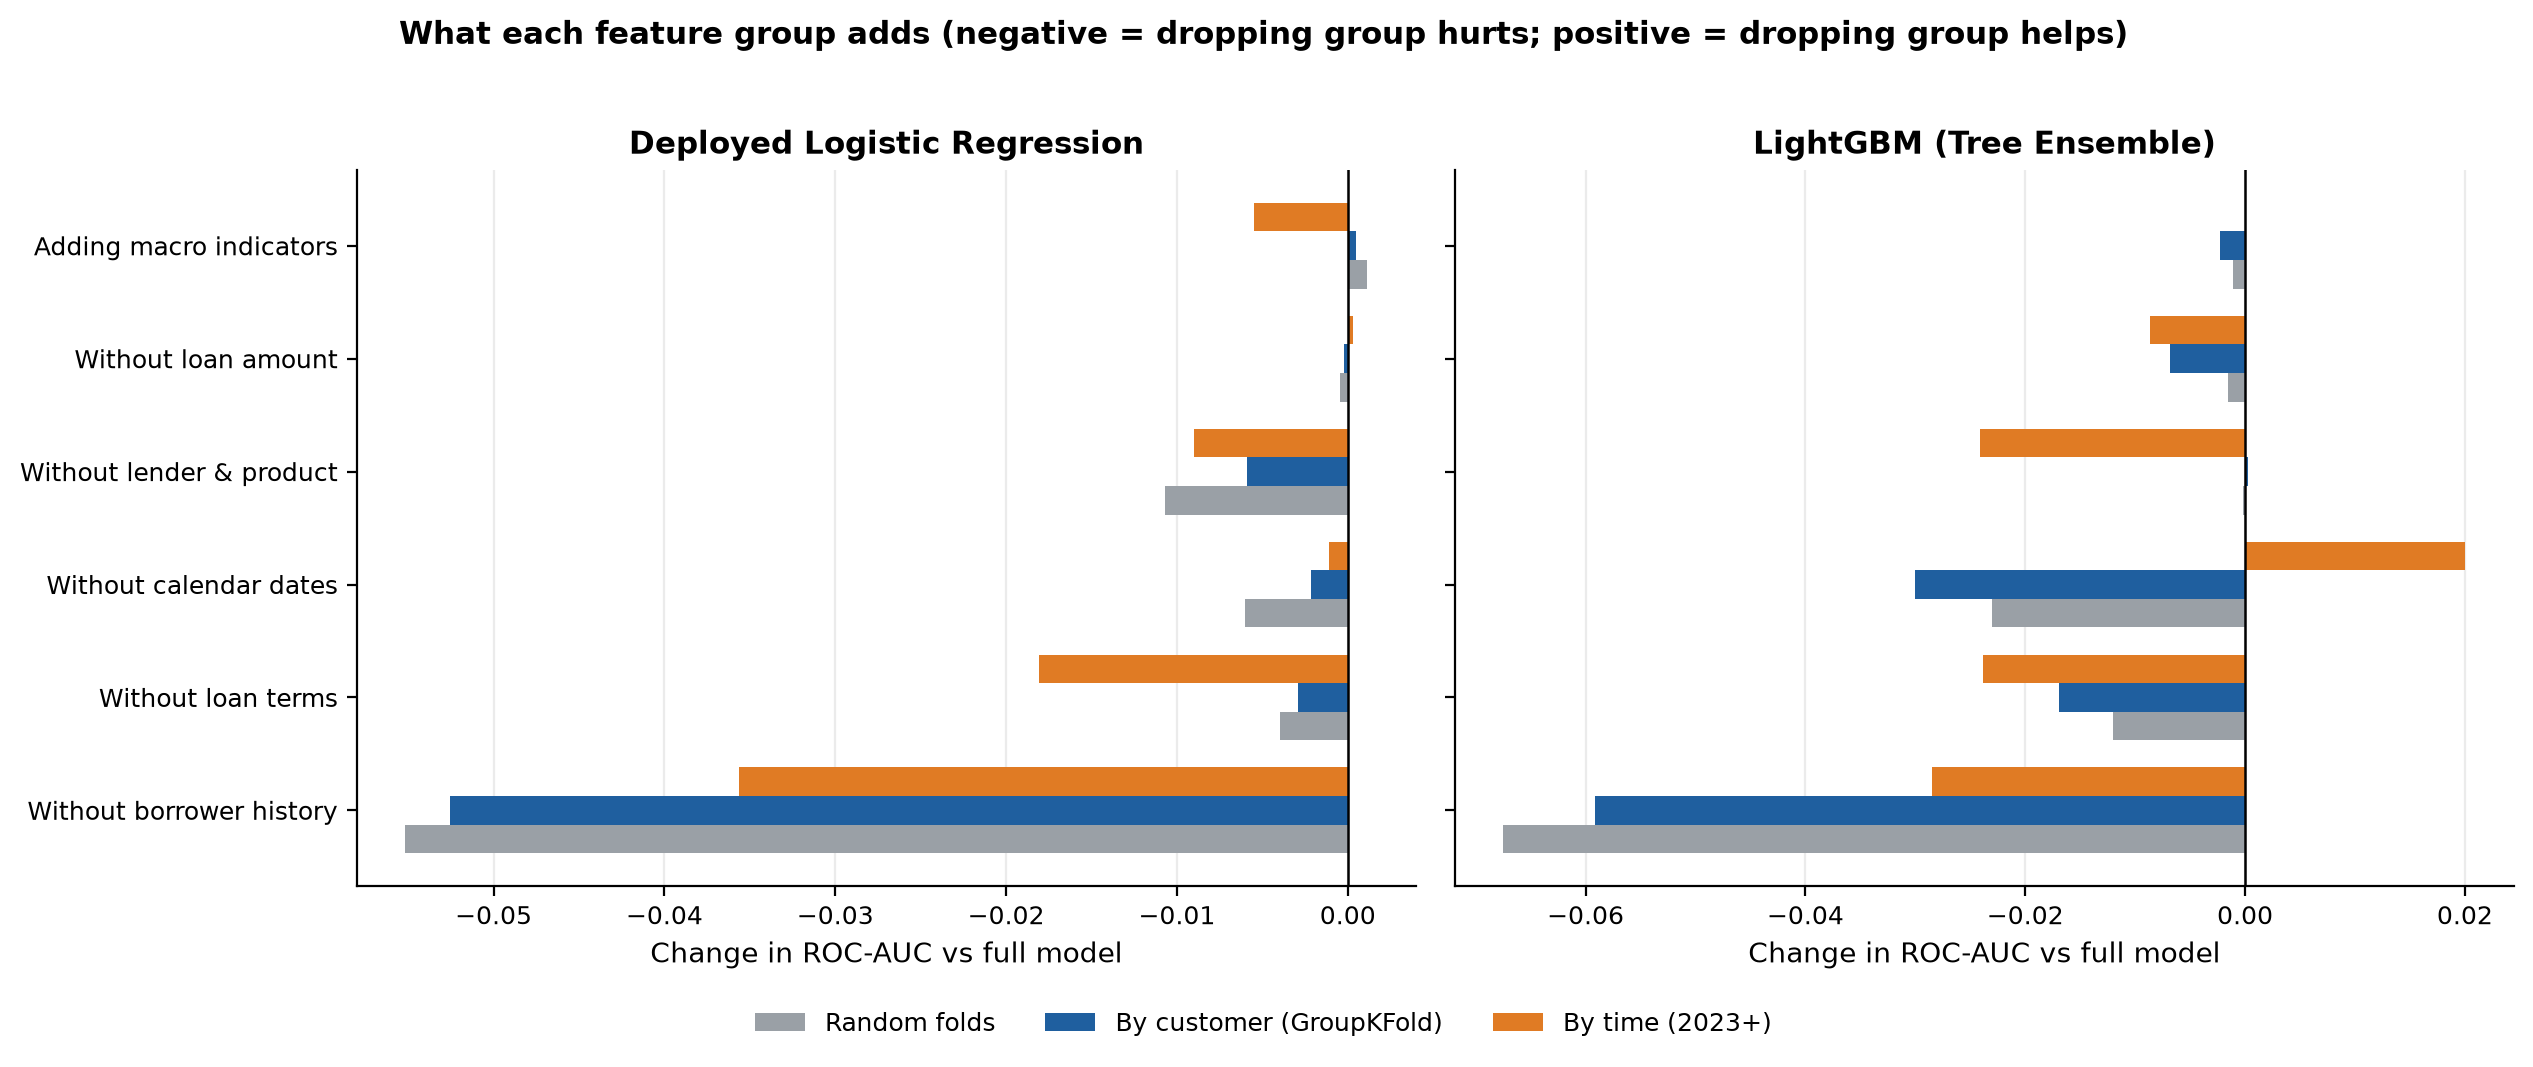 What each feature group adds (negative = dropping group hurts; positive = dropping group helps)
Deployed Logistic Regression
LightGBM (Tree Ensemble)
Adding macro indicators
Without loan amount
Without lender & product
Without calendar dates
Without loan terms
Without borrower history
−0.05 −0.04 −0.03 −0.02 −0.01 0.00
−0.06 −0.04 −0.02 0.00 0.02
Change in ROC-AUC vs full model
Change in ROC-AUC vs full model
Random folds
By customer (GroupKFold)
By time (2023+)